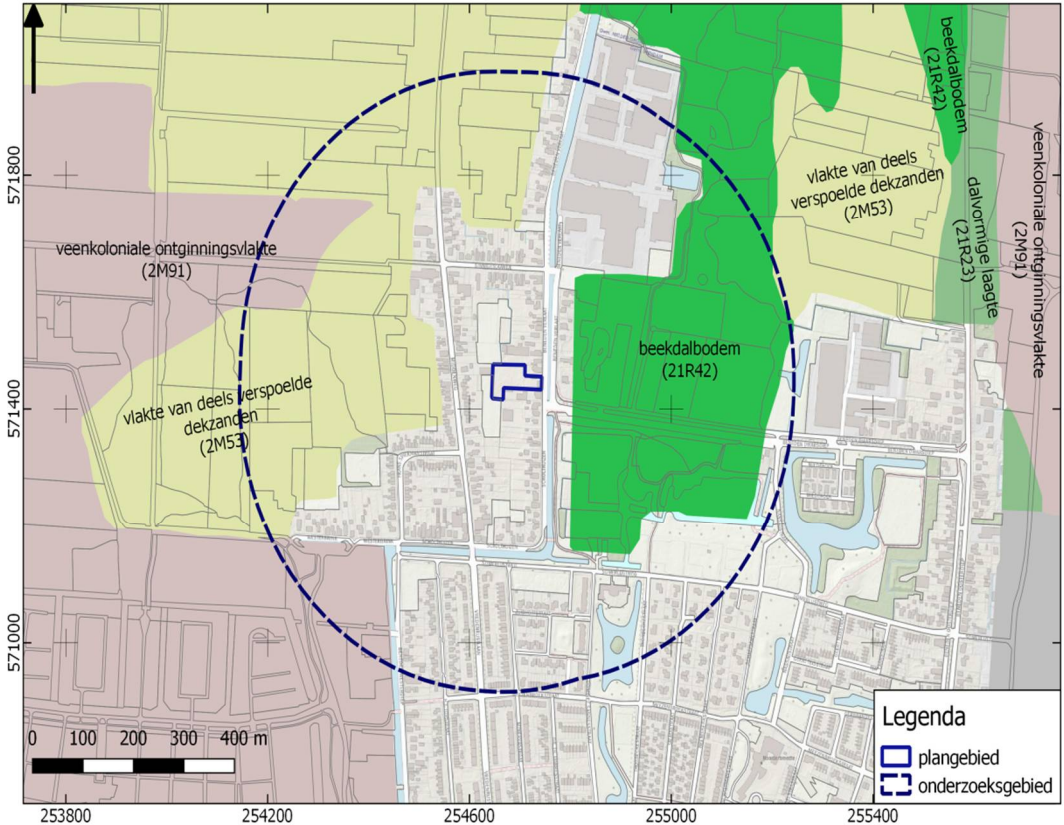 beekdalbodem
(21R42)
571800
vlakte van deels
verspoelde dekzanden
(2M53)
dalvormige laagte
(21R23)
veenkoloniale ontginningsvlakte
(2M91)
veenkoloniale ontginningsvlakte
(2M91)
beekdalbodem
(21R42)
571400
vlakte van deels verspoelde
dekzanden
(2M53)
571000
Legenda
plangebied
onderzoeksgebied
0 100 200 300 400 m
253800 254200 254600 255000 255400